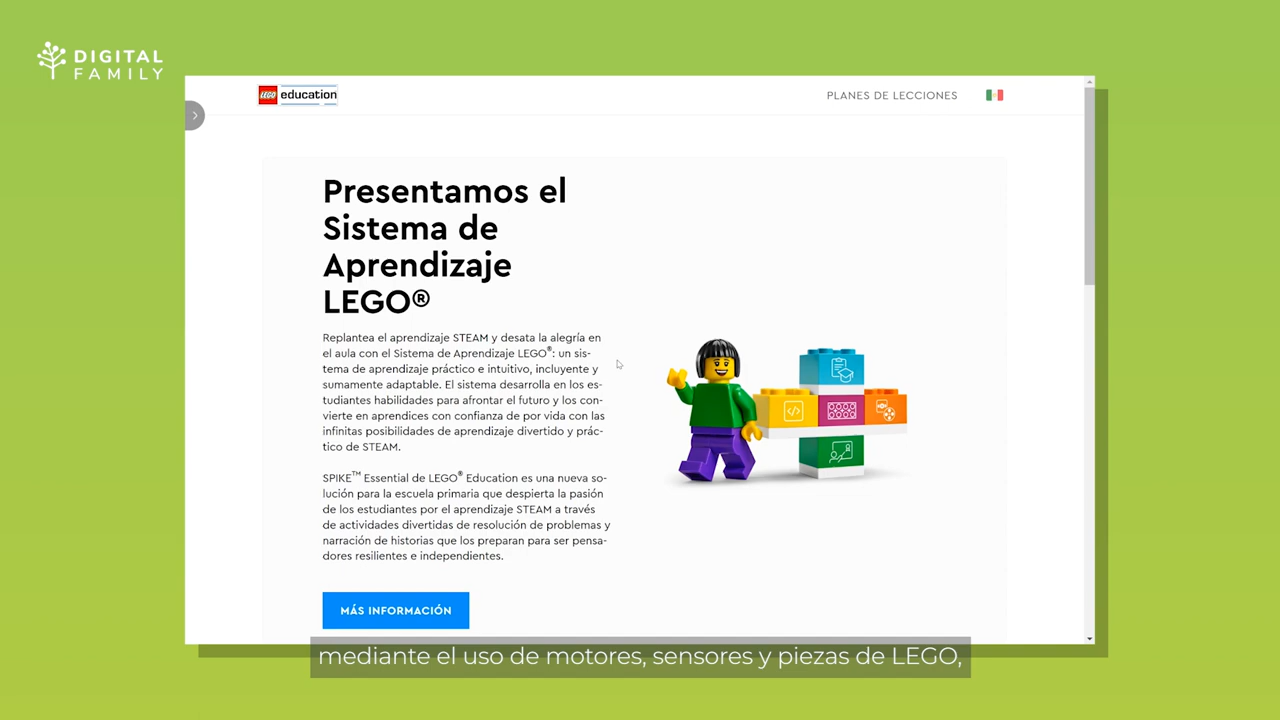 DIGITAL
FAMILY
LEGO education
PLANES DE LECCIONES
Presentamos el
Sistema de
Aprendizaje
LEGO®
Replantea el aprendizaje STEAM y desata la alegría en
el aula con el Sistema de Aprendizaje LEGO®: un sis-
tema de aprendizaje práctico e intuitivo, incluyente y
sumamente adaptable. El sistema desarrolla en los es-
tudiantes habilidades para afrontar el futuro y los con-
vierte en aprendices con confianza de por vida con las
infinitas posibilidades de aprendizaje divertido y prác-
tico de STEAM.
SPIKE™ Essential de LEGO® Education es una nueva so-
lución para la escuela primaria que despierta la pasión
de los estudiantes por el aprendizaje STEAM a través
de actividades divertidas de resolución de problemas y
narración de historias que los preparan para ser pensa-
dores resilientes e independientes.
MÁS INFORMACIÓN
mediante el uso de motores, sensores y piezas de LEGO,